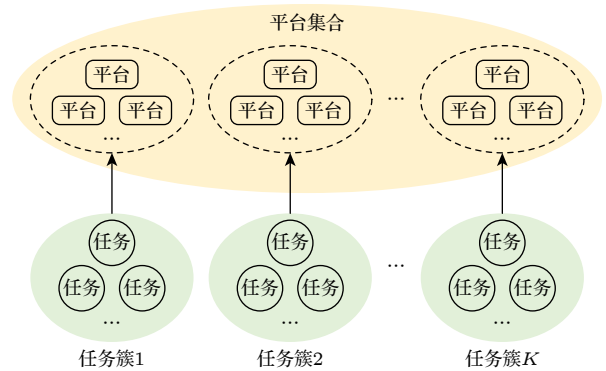 平台集合
平台 平台 平台
平台 平台 平台 平台 ... 平台 平台
... ... ...
任务 任务 任务
任务 任务 任务 任务 ... 任务 任务
... ... ...
任务簇1 任务簇2 任务簇K